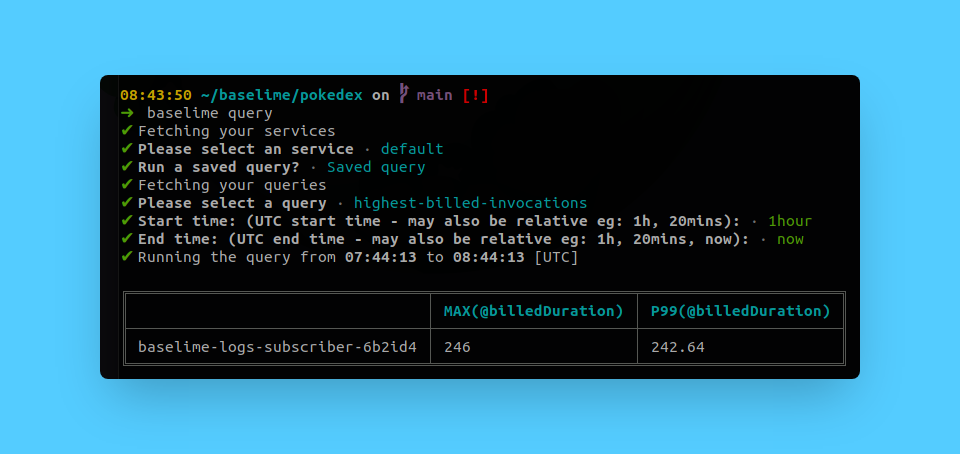 08:43:50 ~/baselime/pokedex on main [!]
➜ baselime query
✔ Fetching your services
✔ Please select an service · default
✔ Run a saved query? · Saved query
✔ Fetching your queries
✔ Please select a query · highest-billed-invocations
✔ Start time: (UTC start time - may also be relative eg: 1h, 20mins): · 1hour
✔ End time: (UTC end time - may also be relative eg: 1h, 20mins, now): · now
✔ Running the query from 07:44:13 to 08:44:13 [UTC]
MAX(@billedDuration) P99(@billedDuration)
baselime-logs-subscriber-6b2id4 246 242.64